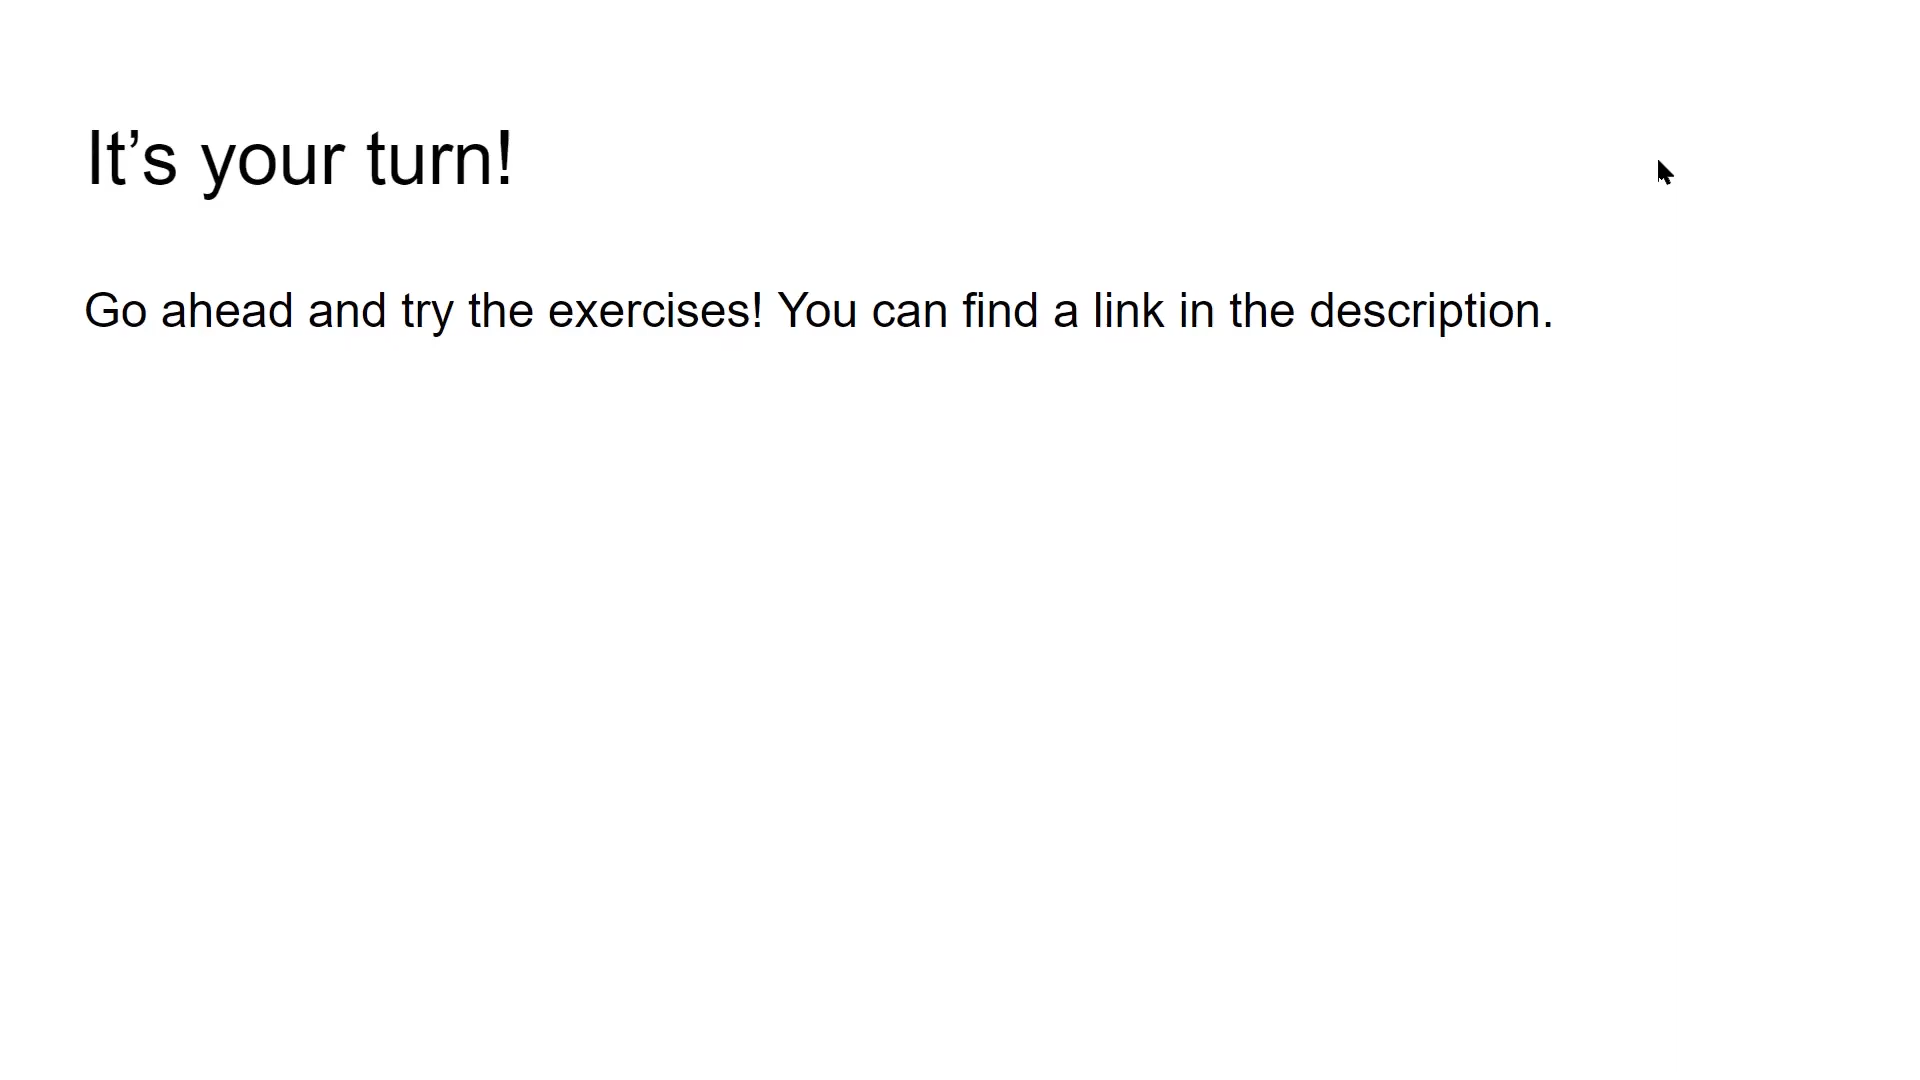 It’s your turn!
Go ahead and try the exercises! You can find a link in the description.